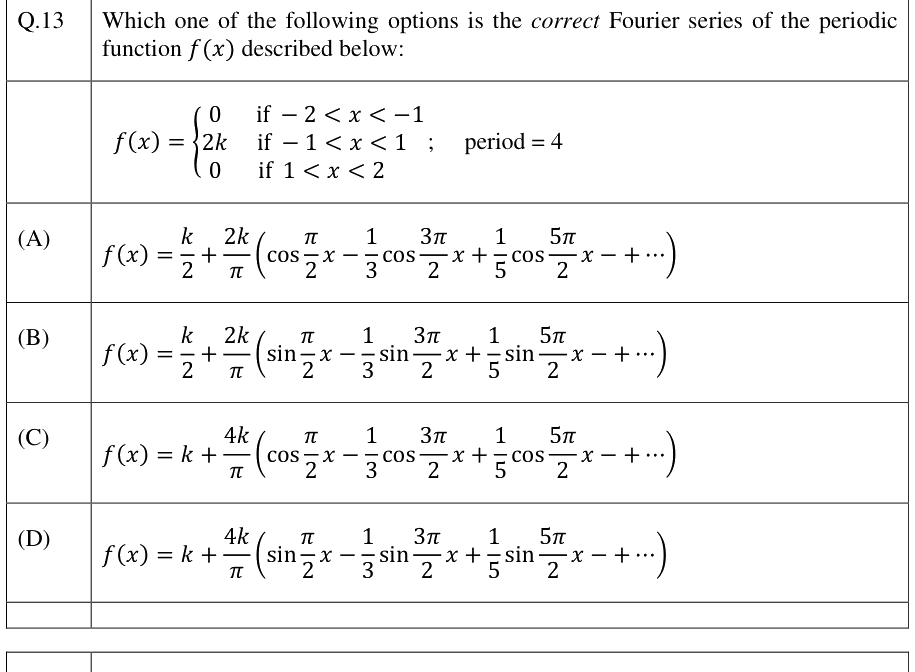 Q.13 Which one of the following options is the correct Fourier series of the periodic
function f(x) described below:
f(x) = { 0 if − 2 < x < −1
2k if − 1 < x < 1 ; period = 4
0 if 1 < x < 2
(A) f(x) = k/2 + 2k/π (cos π/2 x − 1/3 cos 3π/2 x + 1/5 cos 5π/2 x − + ⋯)
(B) f(x) = k/2 + 2k/π (sin π/2 x − 1/3 sin 3π/2 x + 1/5 sin 5π/2 x − + ⋯)
(C) f(x) = k + 4k/π (cos π/2 x − 1/3 cos 3π/2 x + 1/5 cos 5π/2 x − + ⋯)
(D) f(x) = k + 4k/π (sin π/2 x − 1/3 sin 3π/2 x + 1/5 sin 5π/2 x − + ⋯)